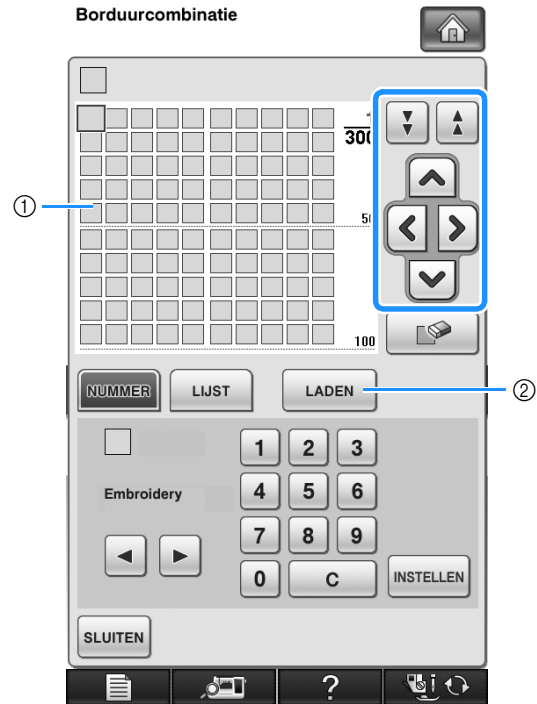 Borduurcombinatie
1
300
①
50
100
NUMMER LIJST LADEN
②
1 2 3
Embroidery
4 5 6
7 8 9
0 C
INSTELLEN
SLUITEN
?